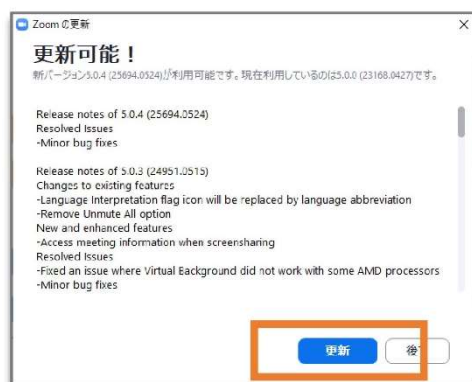 Zoom の更新
更新可能！
新バージョン5.0.4 (25694.0524)が利用可能です。現在利用しているのは5.0.0 (23168.0427)です。
Release notes of 5.0.4 (25694.0524)
Resolved Issues
-Minor bug fixes
Release notes of 5.0.3 (24951.0515)
Changes to existing features
-Language Interpretation flag icon will be replaced by language abbreviation
-Remove Unmute All option
New and enhanced features
-Access meeting information when screensharing
Resolved Issues
-Fixed an issue where Virtual Background did not work with some AMD processors
-Minor bug fixes
更新
後